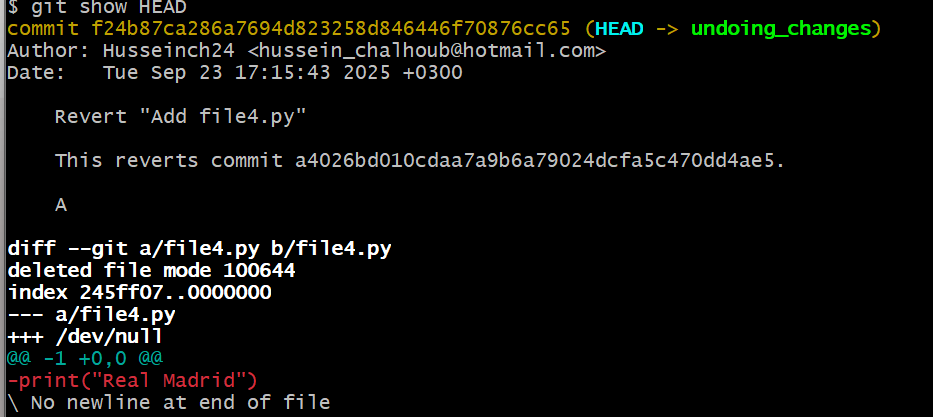 $ git show HEAD
commit f24b87ca286a7694d823258d846446f70876cc65 (HEAD -> undoing_changes)
Author: Husseinch24 <hussein_chalhoub@hotmail.com>
Date:   Tue Sep 23 17:15:43 2025 +0300
Revert "Add file4.py"
This reverts commit a4026bd010cdaa7a9b6a79024dcfa5c470dd4ae5.
A
diff --git a/file4.py b/file4.py
deleted file mode 100644
index 245ff07..0000000
--- a/file4.py
+++ /dev/null
@@ -1 +0,0 @@
-print("Real Madrid")
\ No newline at end of file